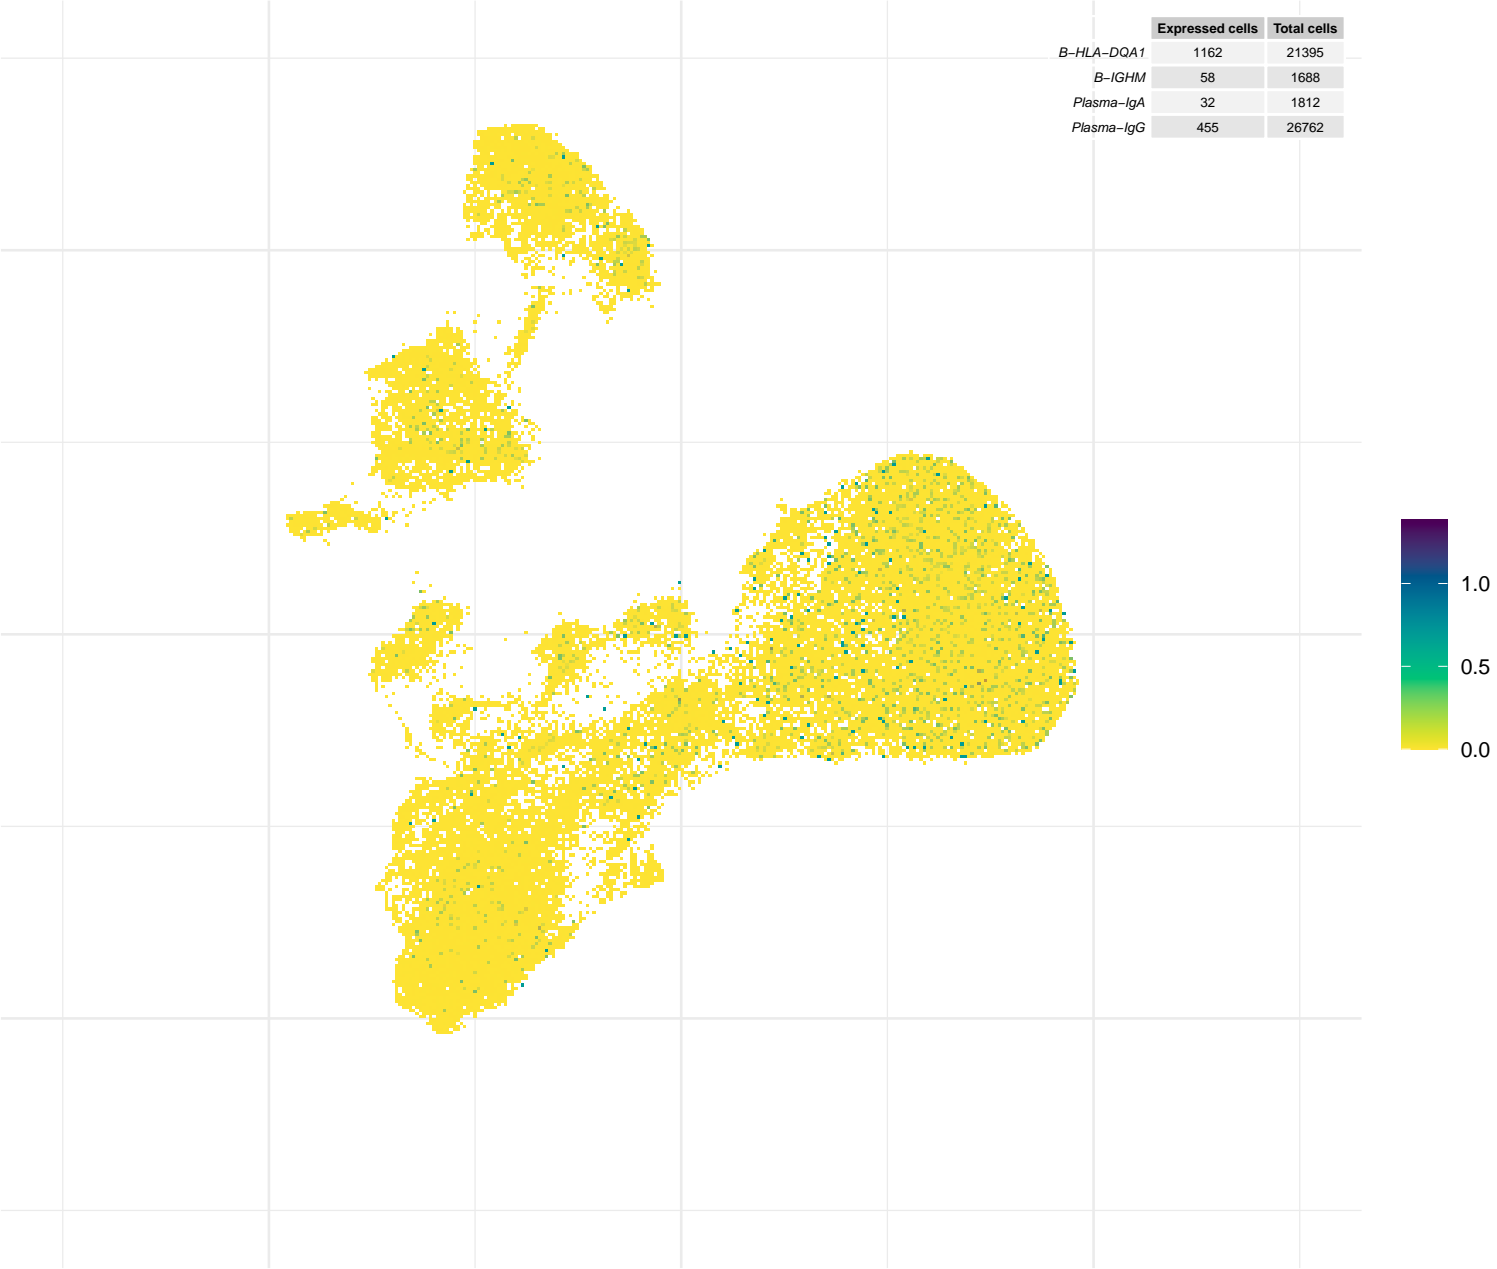 Expressed cells Total cells
B−HLA−DQA1 1162 21395
B−IGHM 58 1688
Plasma−IgA 32 1812
Plasma−IgG 455 26762
1.0
0.5
0.0